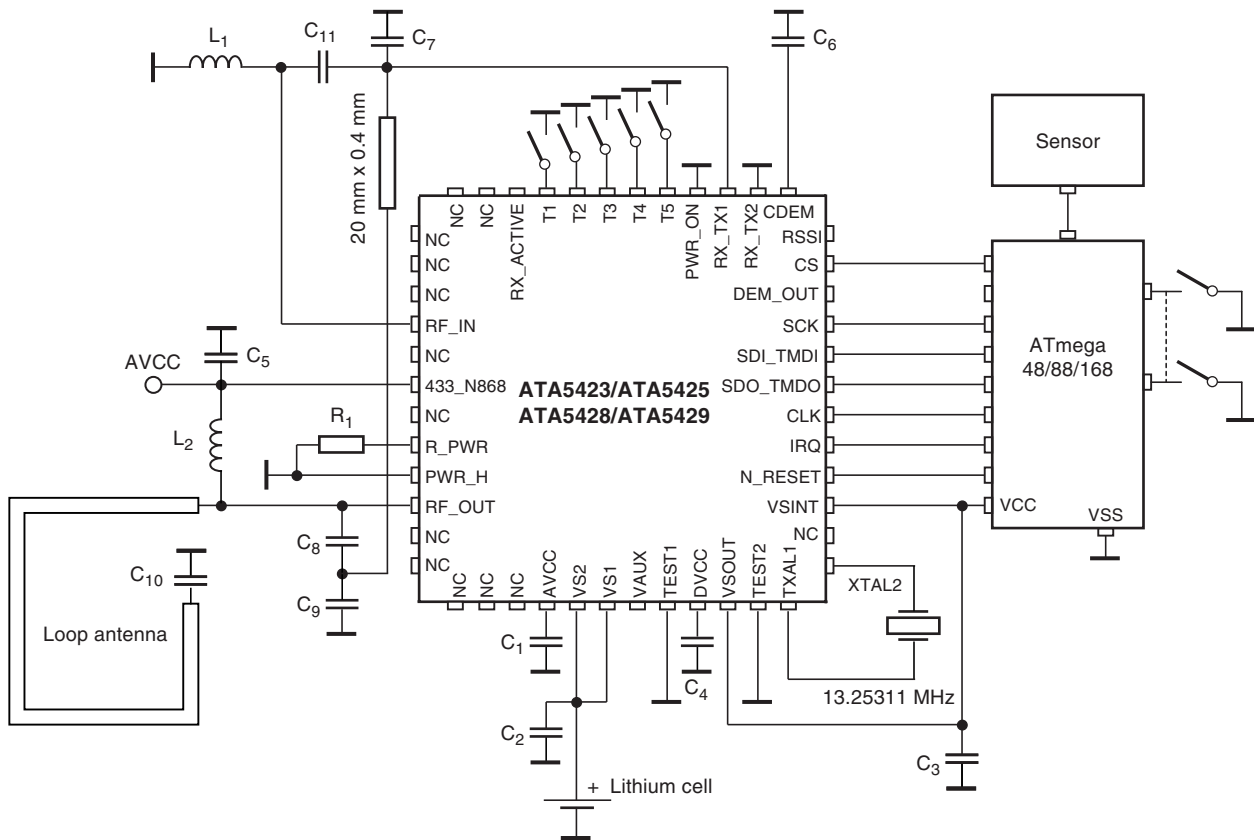 L1
C11
C7
C6
20 mm x 0.4 mm
Sensor
NC
NC
RX_ACTIVE
T1
T2
T3
T4
T5
PWR_ON
RX_TX1
RX_TX2
CDEM
NC
NC
NC
RF_IN
NC
433_N868
NC
R_PWR
PWR_H
RF_OUT
NC
NC
ATA5423/ATA5425
ATA5428/ATA5429
RSSI
CS
DEM_OUT
SCK
SDI_TMDI
SDO_TMDO
CLK
IRQ
N_RESET
VSINT
NC
XTAL2
NC
NC
NC
AVCC
VS2
VS1
VAUX
TEST1
DVCC
VSOUT
TEST2
TXAL1
ATmega
48/88/168
VCC
VSS
AVCC
C5
L2
R1
C8
C9
C10
Loop antenna
C1
C2
C4
13.25311 MHz
C3
+ Lithium cell